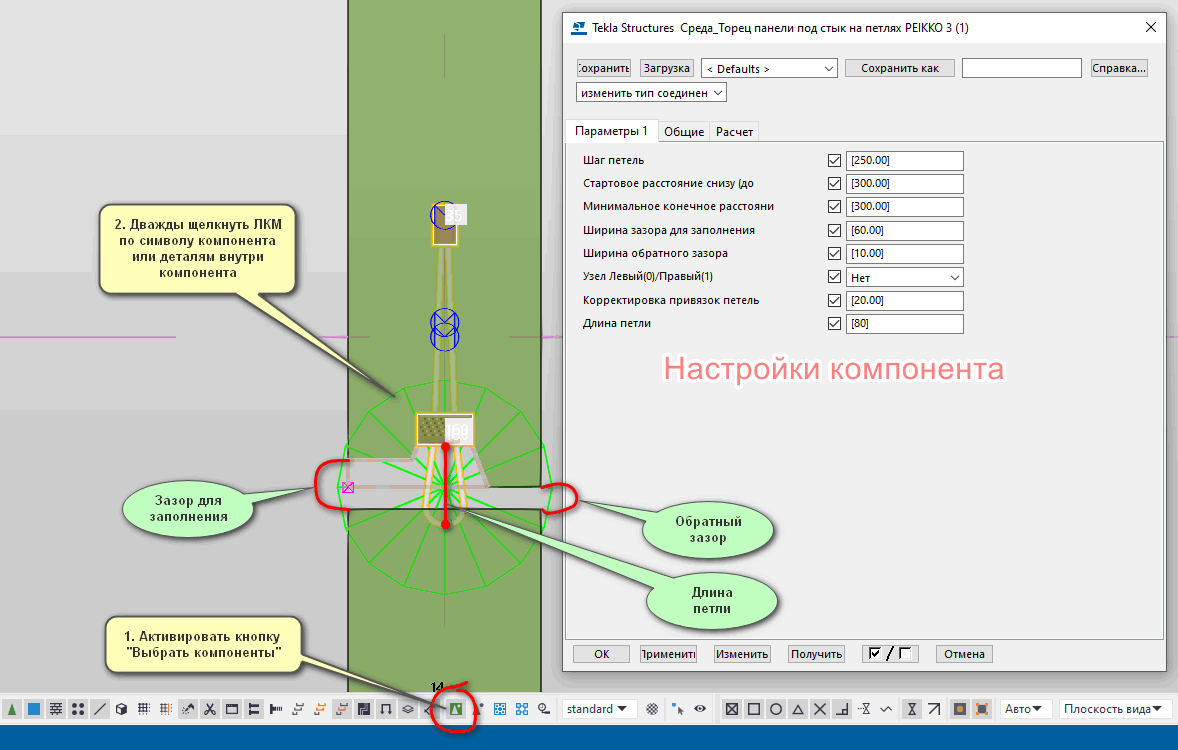 Tekla Structures Среда_Торец панели под стык на петлях PEIKKO 3 (1)
Загрузка
< Defaults >
Сохранить как
Справка...
изменить тип соединен
Параметры 1
Общие
Расчет
Шаг петель
[250.00]
Стартовое расстояние снизу (до
[300.00]
Минимальное конечное расстояни
[300.00]
Ширина зазора для заполнения
[60.00]
Ширина обратного зазора
[10.00]
Узел Левый(0)/Правый(1)
Нет
Корректировка привязок петель
[20.00]
Длина петли
[80]
Настройки компонента
2. Дважды щелкнуть ЛКМ
по символу компонента
или деталям внутри
компонента
Зазор для
заполнения
Обратный
зазор
Длина
петли
1. Активировать кнопку
"Выбрать компоненты"
OK
Изменить
Получить
/
Отмена
14
standard
Авто
Плоскость вида